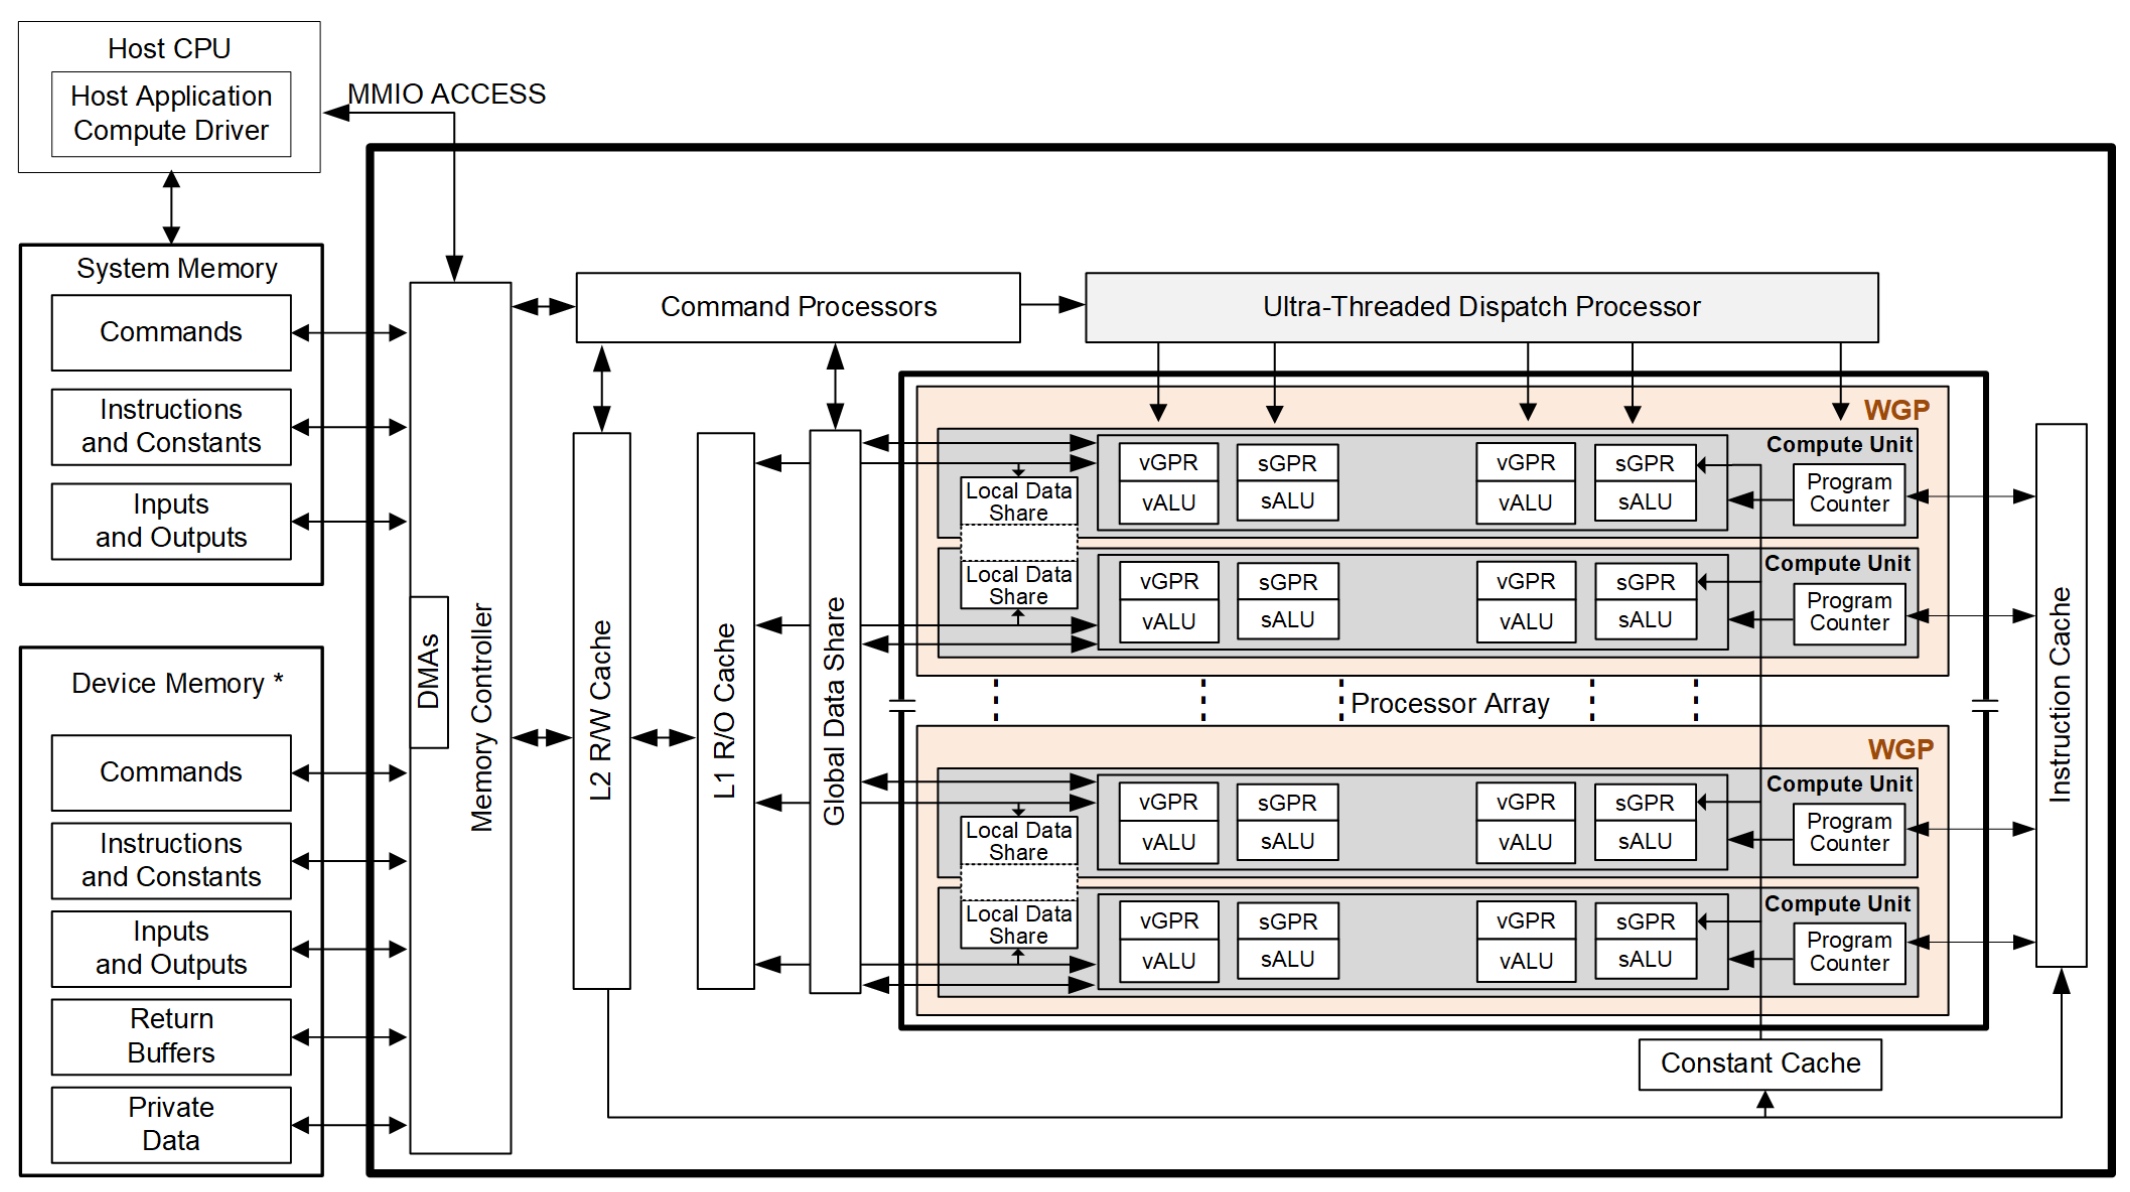 Host CPU
Host Application
Compute Driver
MMIO ACCESS
System Memory
Commands
Instructions
and Constants
Inputs
and Outputs
Device Memory *
Commands
Instructions
and Constants
Inputs
and Outputs
Return
Buffers
Private
Data
DMAs
Memory Controller
Command Processors
Ultra-Threaded Dispatch Processor
L2 R/W Cache
L1 R/O Cache
Global Data Share
WGP
Compute Unit
Local Data
Share
vGPR
vALU
sGPR
sALU
vGPR
vALU
sGPR
sALU
Program
Counter
Compute Unit
Local Data
Share
vGPR
vALU
sGPR
sALU
vGPR
vALU
sGPR
sALU
Program
Counter
Processor Array
WGP
Compute Unit
Local Data
Share
vGPR
vALU
sGPR
sALU
vGPR
vALU
sGPR
sALU
Program
Counter
Compute Unit
Local Data
Share
vGPR
vALU
sGPR
sALU
vGPR
vALU
sGPR
sALU
Program
Counter
Instruction Cache
Constant Cache